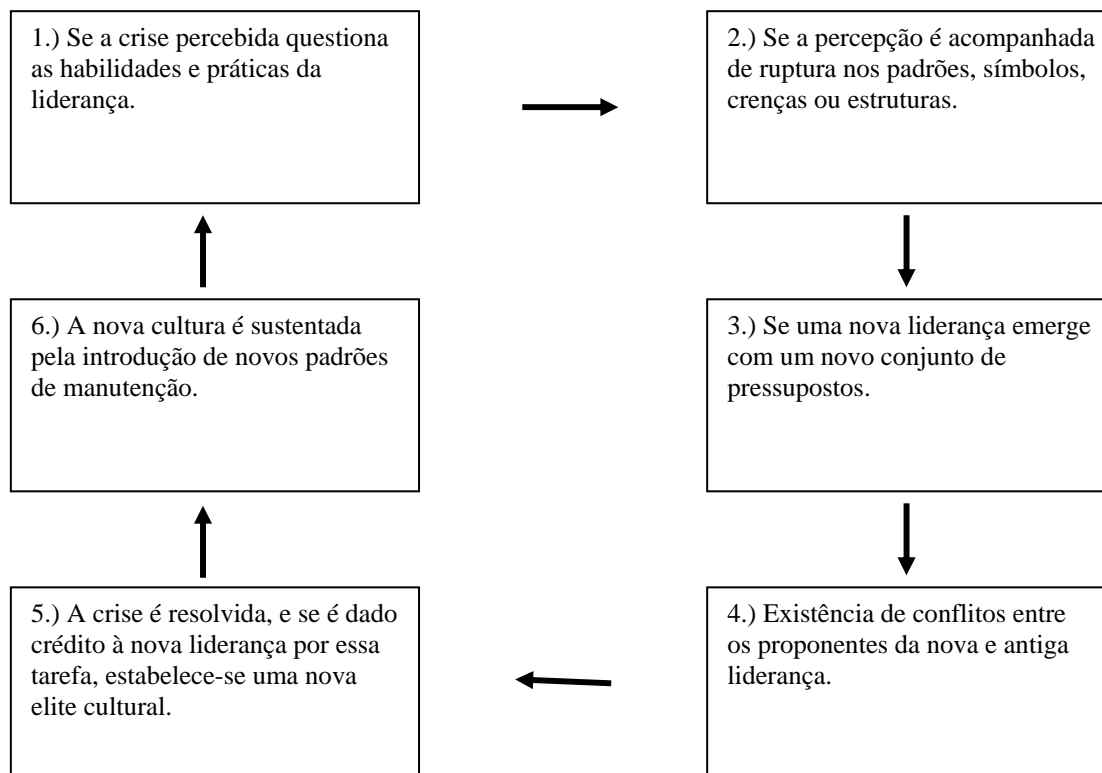 1.) Se a crise percebida questiona
as habilidades e práticas da
liderança.
2.) Se a percepção é acompanhada
de ruptura nos padrões, símbolos,
crenças ou estruturas.
3.) Se uma nova liderança emerge
com um novo conjunto de
pressupostos.
4.) Existência de conflitos entre
os proponentes da nova e antiga
liderança.
5.) A crise é resolvida, e se é dado
crédito à nova liderança por essa
tarefa, estabelece-se uma nova
elite cultural.
6.) A nova cultura é sustentada
pela introdução de novos padrões
de manutenção.